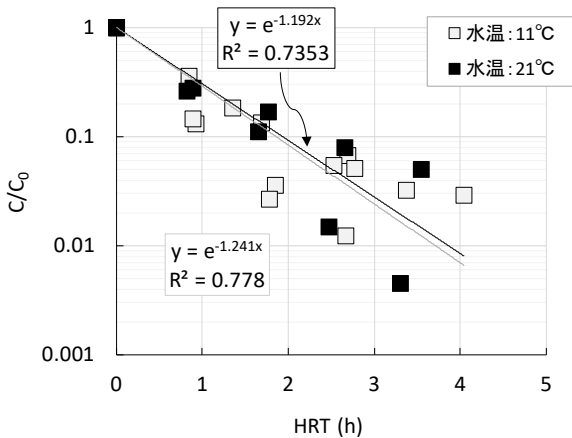 y = e-1.192x
R² = 0.7353
水温：11℃
水温：21℃
1
0.1
0.01
0.001
C/C0
y = e-1.241x
R² = 0.778
0 1 2 3 4 5
HRT (h)